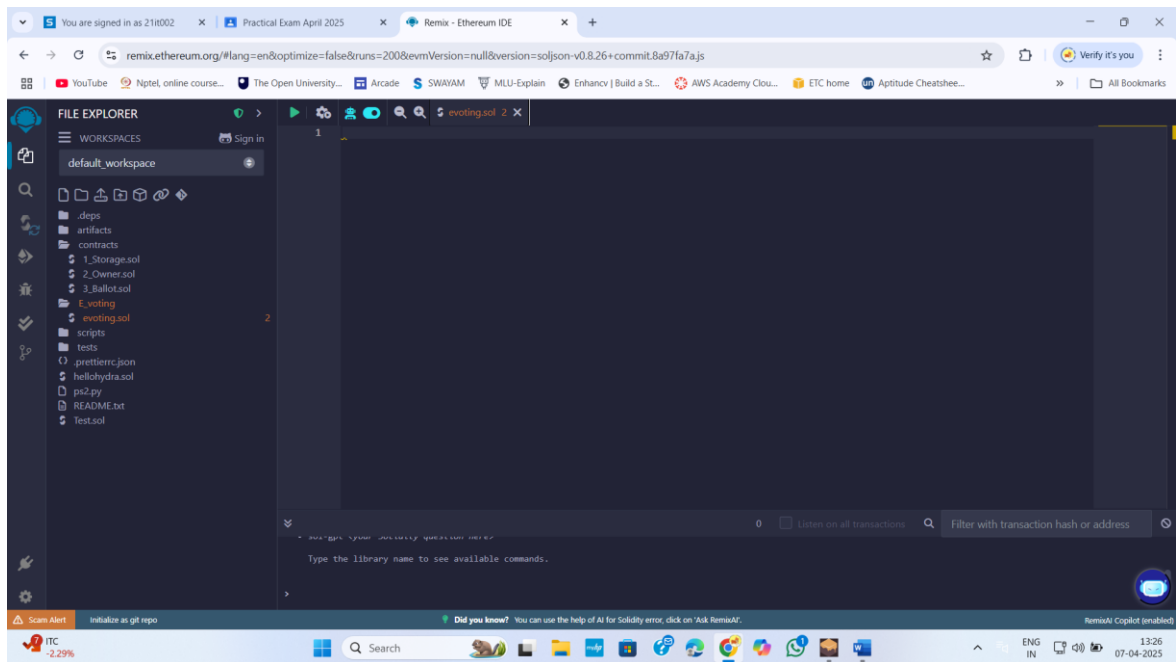 You are signed in as 21it002
Practical Exam April 2025
Remix - Ethereum IDE
remix.ethereum.org/#lang=en&optimize=false&runs=200&evmVersion=null&version=soljson-v0.8.26+commit.8a97fa7a.js
Verify it's you
YouTube
Nptel, online course...
The Open University...
Arcade
SWAYAM
MLU-Explain
Enhancv | Build a St...
AWS Academy Clou...
ETC home
Aptitude Cheatshee...
All Bookmarks
FILE EXPLORER
evoting.sol 2
WORKSPACES
Sign in
1
default_workspace
.deps
artifacts
contracts
1_Storage.sol
2_Owner.sol
3_Ballot.sol
E_voting
evoting.sol 2
scripts
tests
.prettierrc.json
hellohydra.sol
ps2.py
README.txt
Test.sol
0
Listen on all transactions
Filter with transaction hash or address
sol-gpt <your Solidity question here>
Type the library name to see available commands.
>
Scam Alert
Initialize as git repo
Did you know? You can use the help of AI for Solidity error, click on 'Ask RemixAI'.
RemixAI Copilot (enabled)
7
ITC
-2.29%
Search
ENG
IN
13:26
07-04-2025